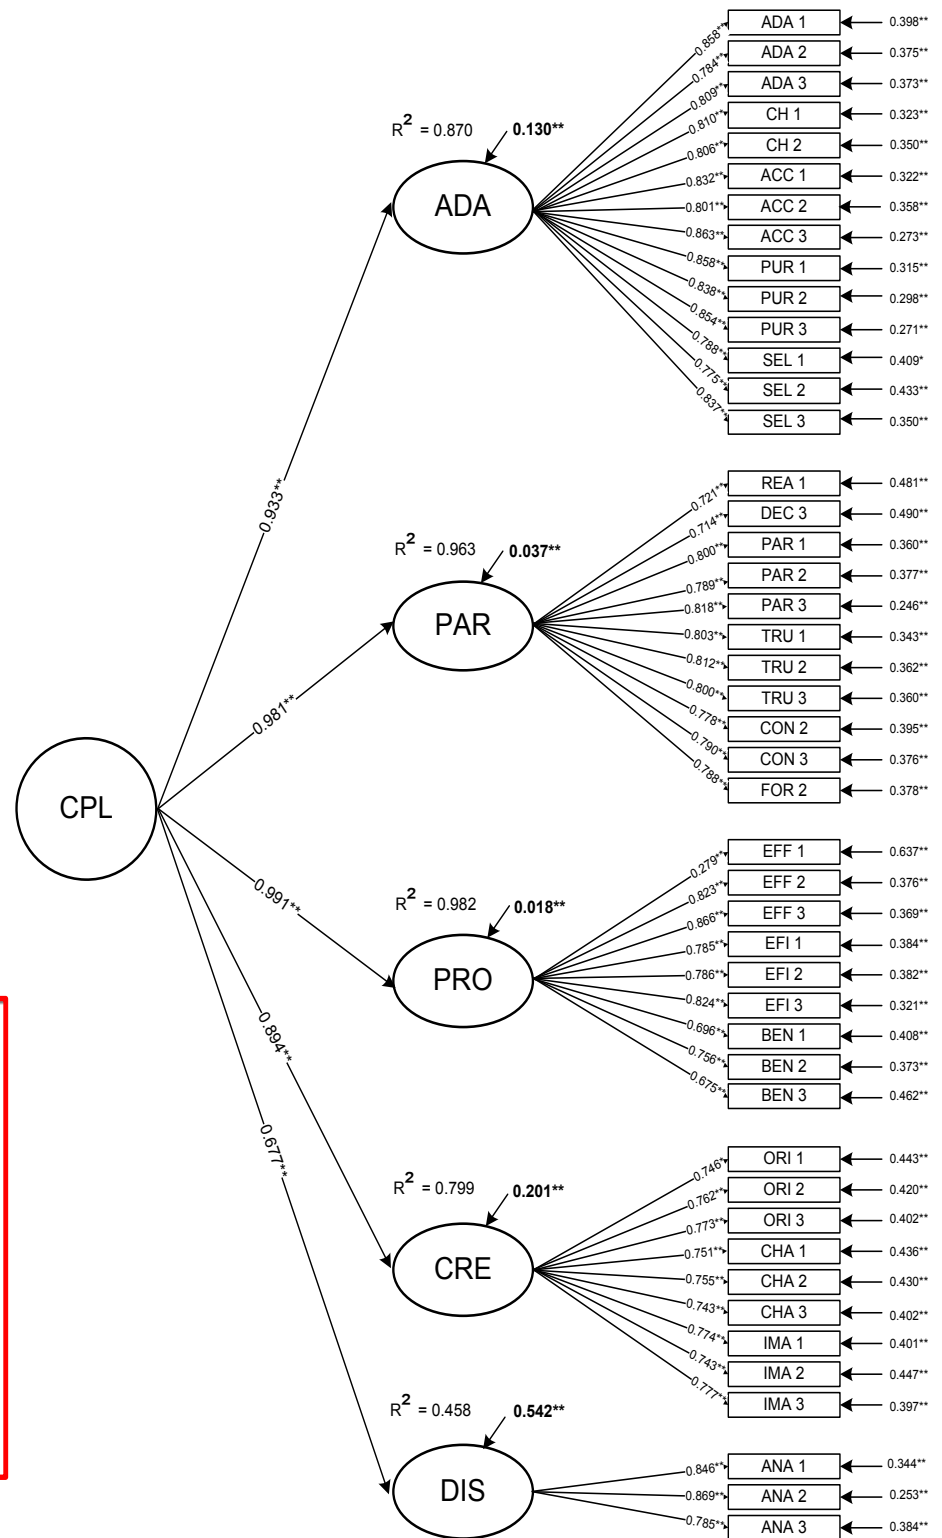 0.858** ADA 1 0.398**
0.784** ADA 2 0.375**
0.809** ADA 3 0.373**
0.810** CH 1 0.323**
0.806** CH 2 0.350**
0.832** ACC 1 0.322**
0.801** ACC 2 0.358**
0.863** ACC 3 0.273**
0.858** PUR 1 0.315**
0.838** PUR 2 0.298**
0.854** PUR 3 0.271**
0.788** SEL 1 0.409*
0.775** SEL 2 0.433**
0.837** SEL 3 0.350**
R² = 0.870 0.130**
ADA
0.933**
0.721** REA 1 0.481**
0.714** DEC 3 0.490**
0.800** PAR 1 0.360**
0.789** PAR 2 0.377**
0.818** PAR 3 0.246**
0.803** TRU 1 0.343**
0.812** TRU 2 0.362**
0.800** TRU 3 0.360**
0.778** CON 2 0.395**
0.790** CON 3 0.376**
0.788** FOR 2 0.378**
R² = 0.963 0.037**
PAR
0.981**
CPL
0.279** EFF 1 0.637**
0.823** EFF 2 0.376**
0.866** EFF 3 0.369**
0.785** EFI 1 0.384**
0.786** EFI 2 0.382**
0.824** EFI 3 0.321**
0.696** BEN 1 0.408**
0.756** BEN 2 0.373**
0.675** BEN 3 0.462**
R² = 0.982 0.018**
PRO
0.991**
0.894**
0.746* ORI 1 0.443**
0.762** ORI 2 0.420**
0.773** ORI 3 0.402**
0.751** CHA 1 0.436**
0.755** CHA 2 0.430**
0.743** CHA 3 0.402**
0.774** IMA 1 0.401**
0.743** IMA 2 0.447**
0.777** IMA 3 0.397**
R² = 0.799 0.201**
CRE
0.677**
R² = 0.458 0.542**
DIS
0.846** ANA 1 0.344**
0.869** ANA 2 0.253**
0.785** ANA 3 0.384**